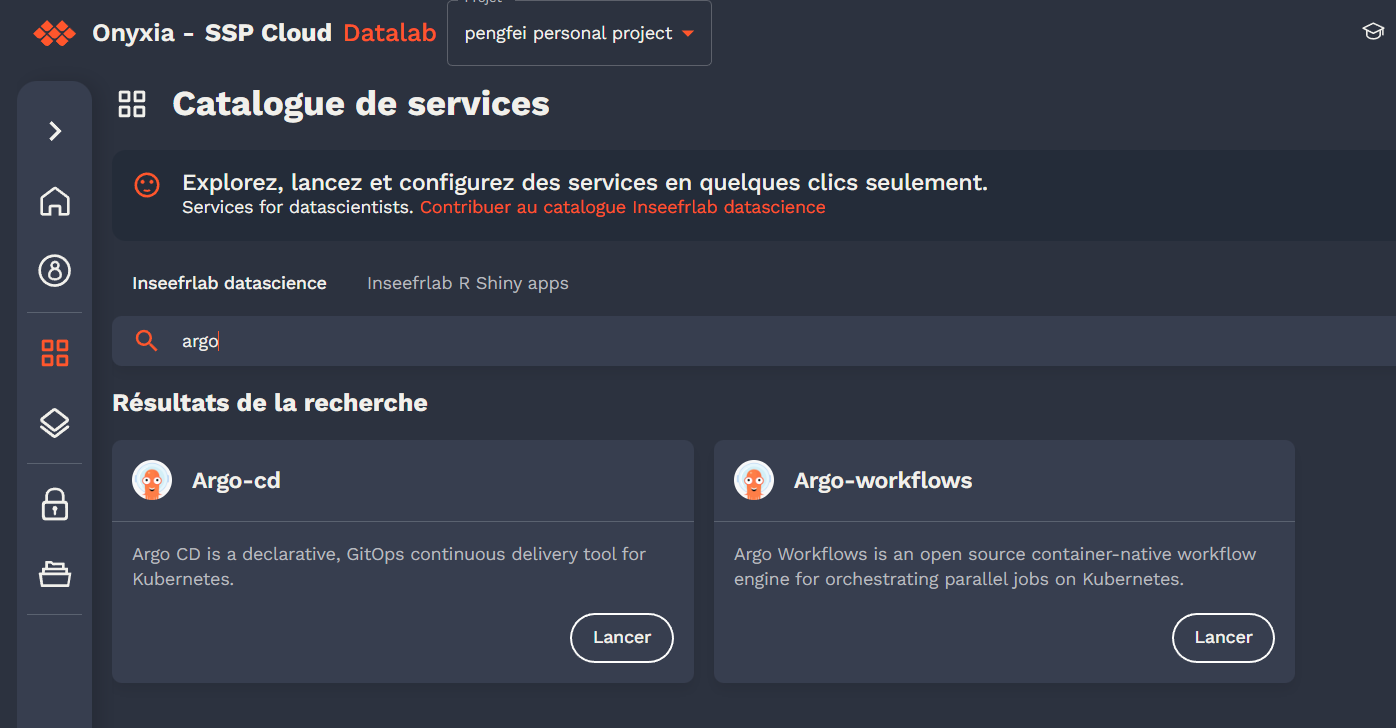 Projet
Onyxia - SSP Cloud Datalab
pengfei personal project
Catalogue de services
Explorez, lancez et configurez des services en quelques clics seulement.
Services for datascientists. Contribuer au catalogue Inseefrlab datascience
Inseefrlab datascience
Inseefrlab R Shiny apps
argo
Résultats de la recherche
Argo-cd
Argo CD is a declarative, GitOps continuous delivery tool for
Kubernetes.
Lancer
Argo-workflows
Argo Workflows is an open source container-native workflow
engine for orchestrating parallel jobs on Kubernetes.
Lancer